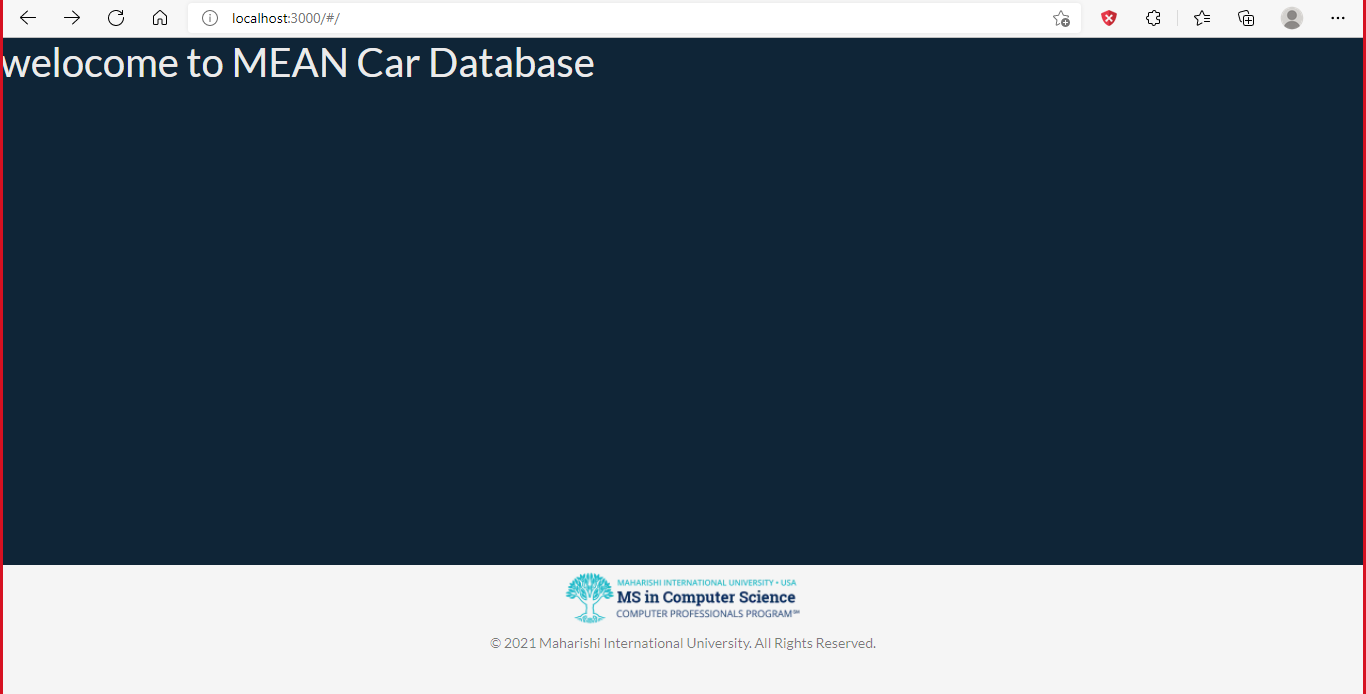 localhost:3000/#/
welocome to MEAN Car Database
MAHARISHI INTERNATIONAL UNIVERSITY • USA
MS in Computer Science
COMPUTER PROFESSIONALS PROGRAM℠
© 2021 Maharishi International University. All Rights Reserved.